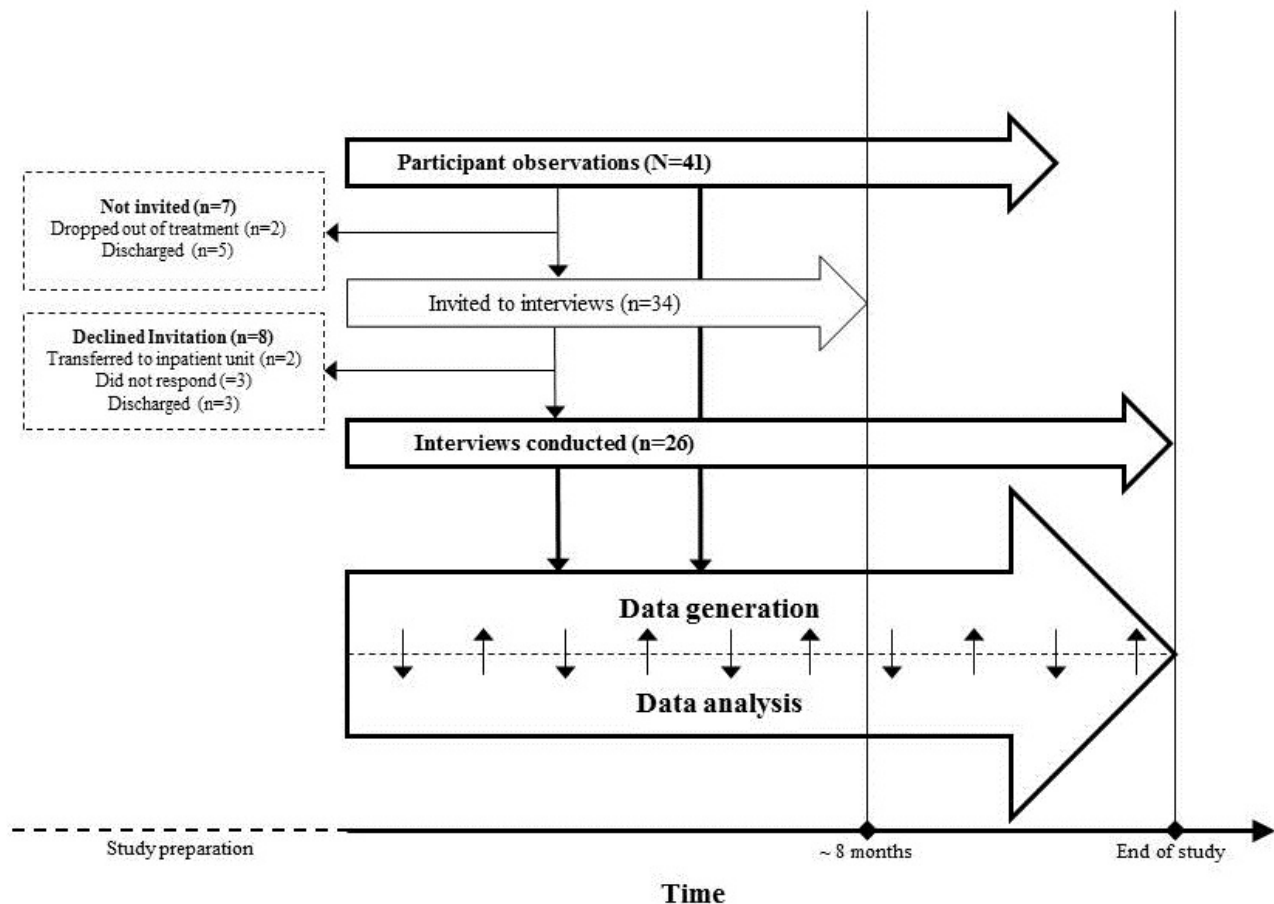 Participant observations (N=41)
Not invited (n=7)
Dropped out of treatment (n=2)
Discharged (n=5)
Invited to interviews (n=34)
Declined Invitation (n=8)
Transferred to inpatient unit (n=2)
Did not respond (=3)
Discharged (n=3)
Interviews conducted (n=26)
Data generation
Data analysis
Study preparation
~ 8 months
End of study
Time